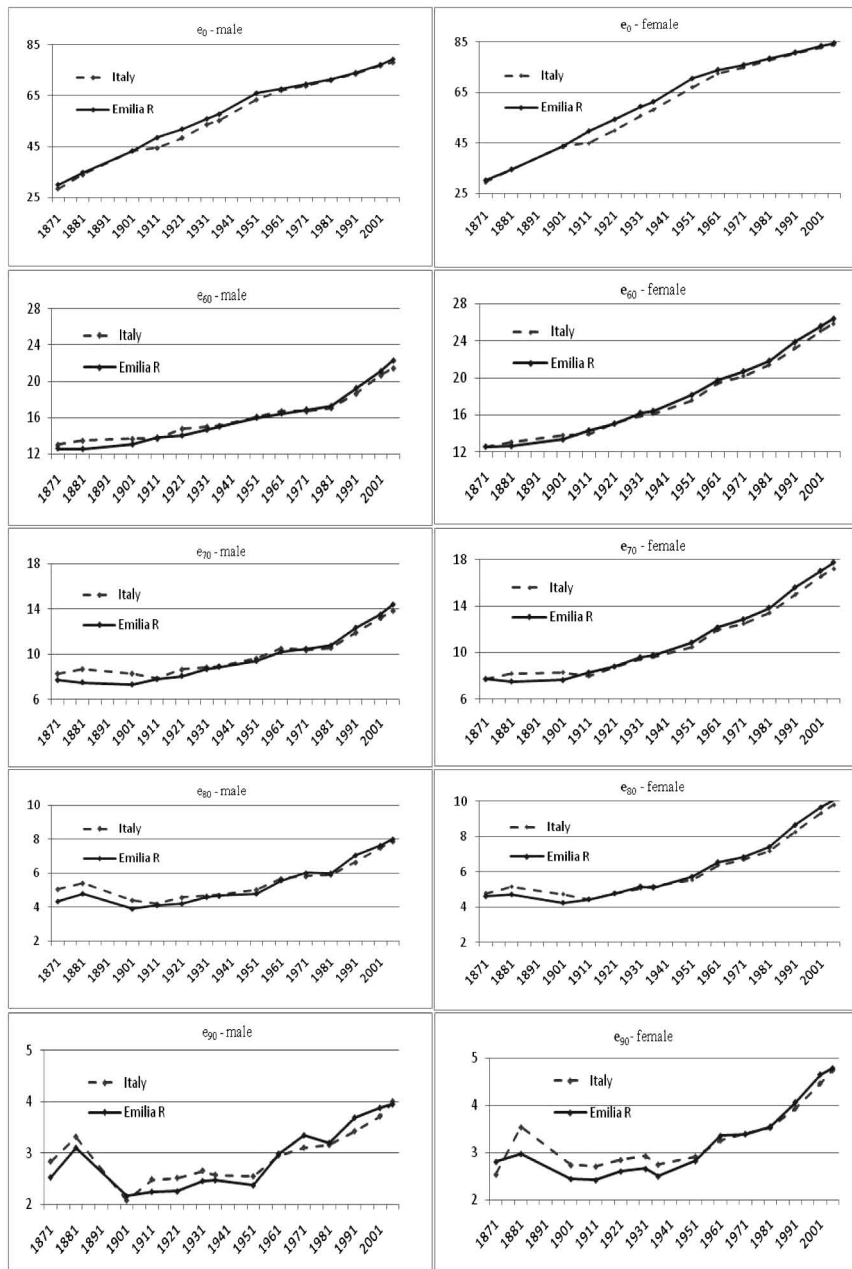 e₀ - male
85
65
45
25
Italy
Emilia R
1871 1881 1891 1901 1911 1921 1931 1941 1951 1961 1971 1981 1991 2001
e₀ - female
85
65
45
25
Italy
Emilia R
1871 1881 1891 1901 1911 1921 1931 1941 1951 1961 1971 1981 1991 2001
e₆₀ - male
28
24
20
16
12
Italy
Emilia R
1871 1881 1891 1901 1911 1921 1931 1941 1951 1961 1971 1981 1991 2001
e₆₀ - female
28
24
20
16
12
Italy
Emilia R
1871 1881 1891 1901 1911 1921 1931 1941 1951 1961 1971 1981 1991 2001
e₇₀ - male
18
14
10
6
Italy
Emilia R
1871 1881 1891 1901 1911 1921 1931 1941 1951 1961 1971 1981 1991 2001
e₇₀ - female
18
14
10
6
Italy
Emilia R
1871 1881 1891 1901 1911 1921 1931 1941 1951 1961 1971 1981 1991 2001
e₈₀ - male
10
8
6
4
2
Italy
Emilia R
1871 1881 1891 1901 1911 1921 1931 1941 1951 1961 1971 1981 1991 2001
e₈₀ - female
10
8
6
4
2
Italy
Emilia R
1871 1881 1891 1901 1911 1921 1931 1941 1951 1961 1971 1981 1991 2001
e₉₀ - male
5
4
3
2
Italy
Emilia R
1871 1881 1891 1901 1911 1921 1931 1941 1951 1961 1971 1981 1991 2001
e₉₀- female
5
4
3
2
Italy
Emilia R
1871 1881 1891 1901 1911 1921 1931 1941 1951 1961 1971 1981 1991 2001